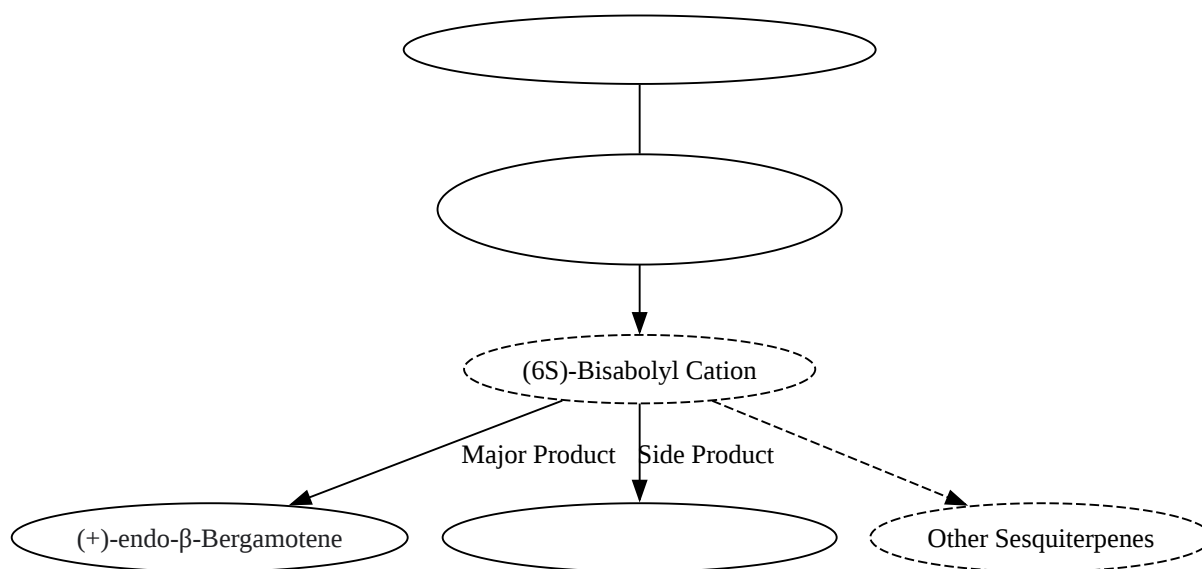 (6S)-Bisabolyl Cation
Major Product
Side Product
(+)-endo-β-Bergamotene
Other Sesquiterpenes